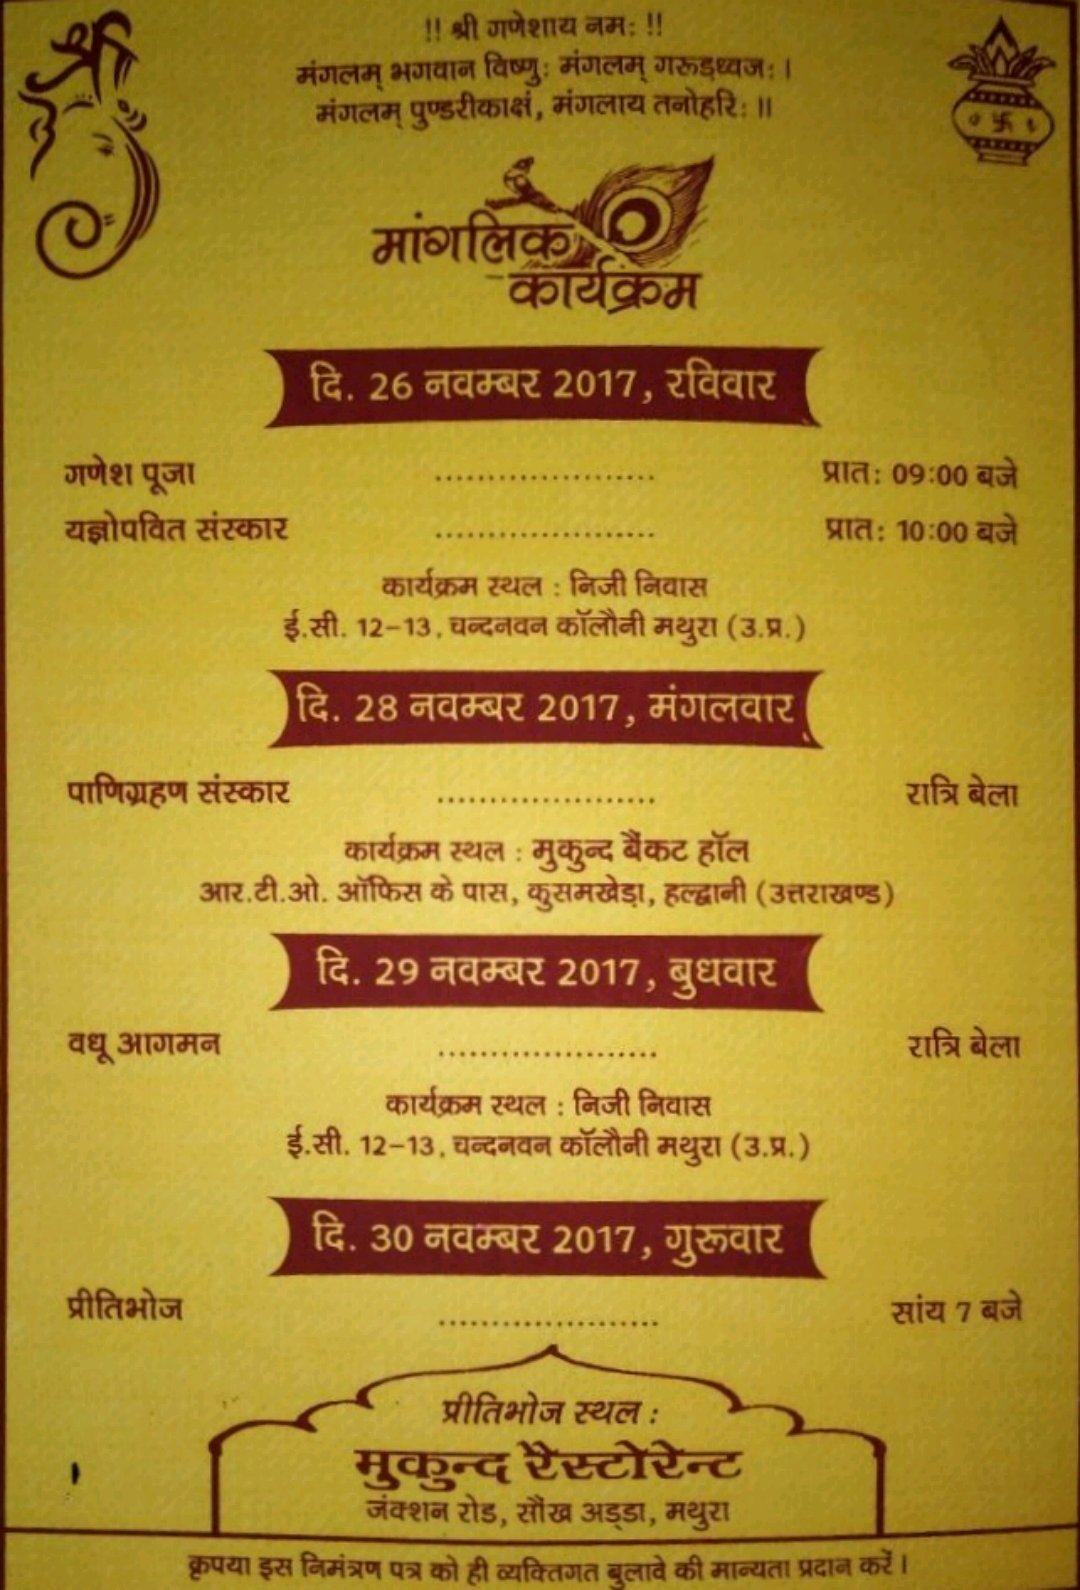 श्री
!! श्री गणेशाय नमः !!
मंगलम् भगवान विष्णुः मंगलम् गरूड़ध्वजः ।
मंगलम् पुण्डरीकाक्षं, मंगलाय तनोहरिः ॥
मांगलिक
कार्यक्रम
दि. 26 नवम्बर 2017, रविवार
गणेश पूजा ..................... प्रातः 09:00 बजे
यज्ञोपवित संस्कार ..................... प्रातः 10:00 बजे
कार्यक्रम स्थल : निजी निवास
ई.सी. 12-13, चन्दनवन कॉलौनी मथुरा (उ.प्र.)
दि. 28 नवम्बर 2017, मंगलवार
पाणिग्रहण संस्कार ..................... रात्रि बेला
कार्यक्रम स्थल : मुकुन्द बैंकट हॉल
आर.टी.ओ. ऑफिस के पास, कुसमखेड़ा, हल्द्वानी (उत्तराखण्ड)
दि. 29 नवम्बर 2017, बुधवार
वधू आगमन ..................... रात्रि बेला
कार्यक्रम स्थल : निजी निवास
ई.सी. 12-13, चन्दनवन कॉलौनी मथुरा (उ.प्र.)
दि. 30 नवम्बर 2017, गुरूवार
प्रीतिभोज ..................... सांय 7 बजे
प्रीतिभोज स्थल :
मुकुन्द रैस्टोरेन्ट
जंक्शन रोड, सौंख अड्डा, मथुरा
कृपया इस निमंत्रण पत्र को ही व्यक्तिगत बुलावे की मान्यता प्रदान करें ।